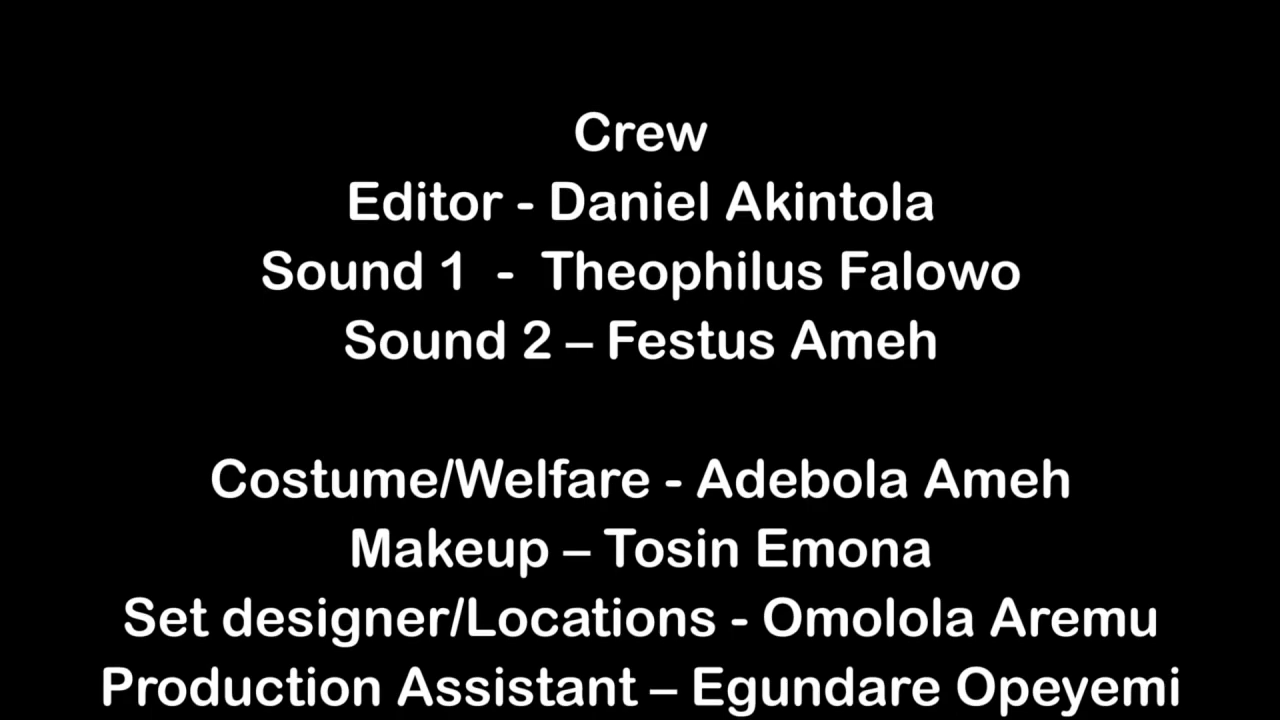 Crew
Editor - Daniel Akintola
Sound 1  -  Theophilus Falowo
Sound 2 – Festus Ameh
Costume/Welfare - Adebola Ameh
Makeup – Tosin Emona
Set designer/Locations - Omolola Aremu
Production Assistant – Egundare Opeyemi